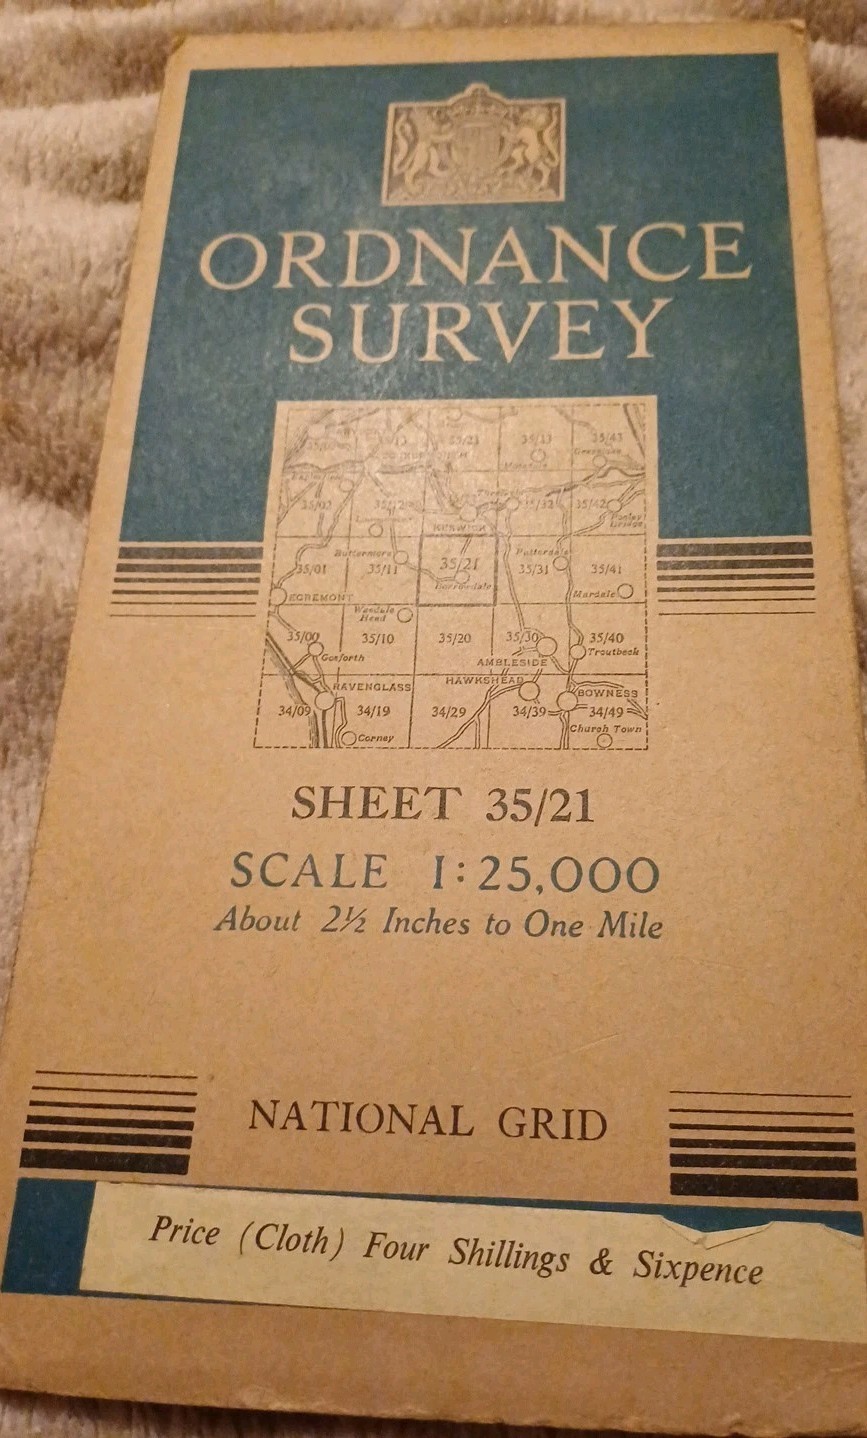 ORDNANCE
SURVEY
35/13
35/43
35/02
35/32
35/42
KESWICK
Buttermere
Patterdale
35/01
35/11
35/21
35/31
35/41
Borrowdale
Mardale
EGREMONT
Wasdale
Head
35/00
35/10
35/20
35/30
35/40
Gosforth
AMBLESIDE
Troutbeck
HAWKSHEAD
RAVENGLASS
BOWNESS
34/09
34/19
34/29
34/39
34/49
Corney
Church Town
SHEET 35/21
SCALE 1:25,000
About 2½ Inches to One Mile
NATIONAL GRID
Price (Cloth) Four Shillings & Sixpence